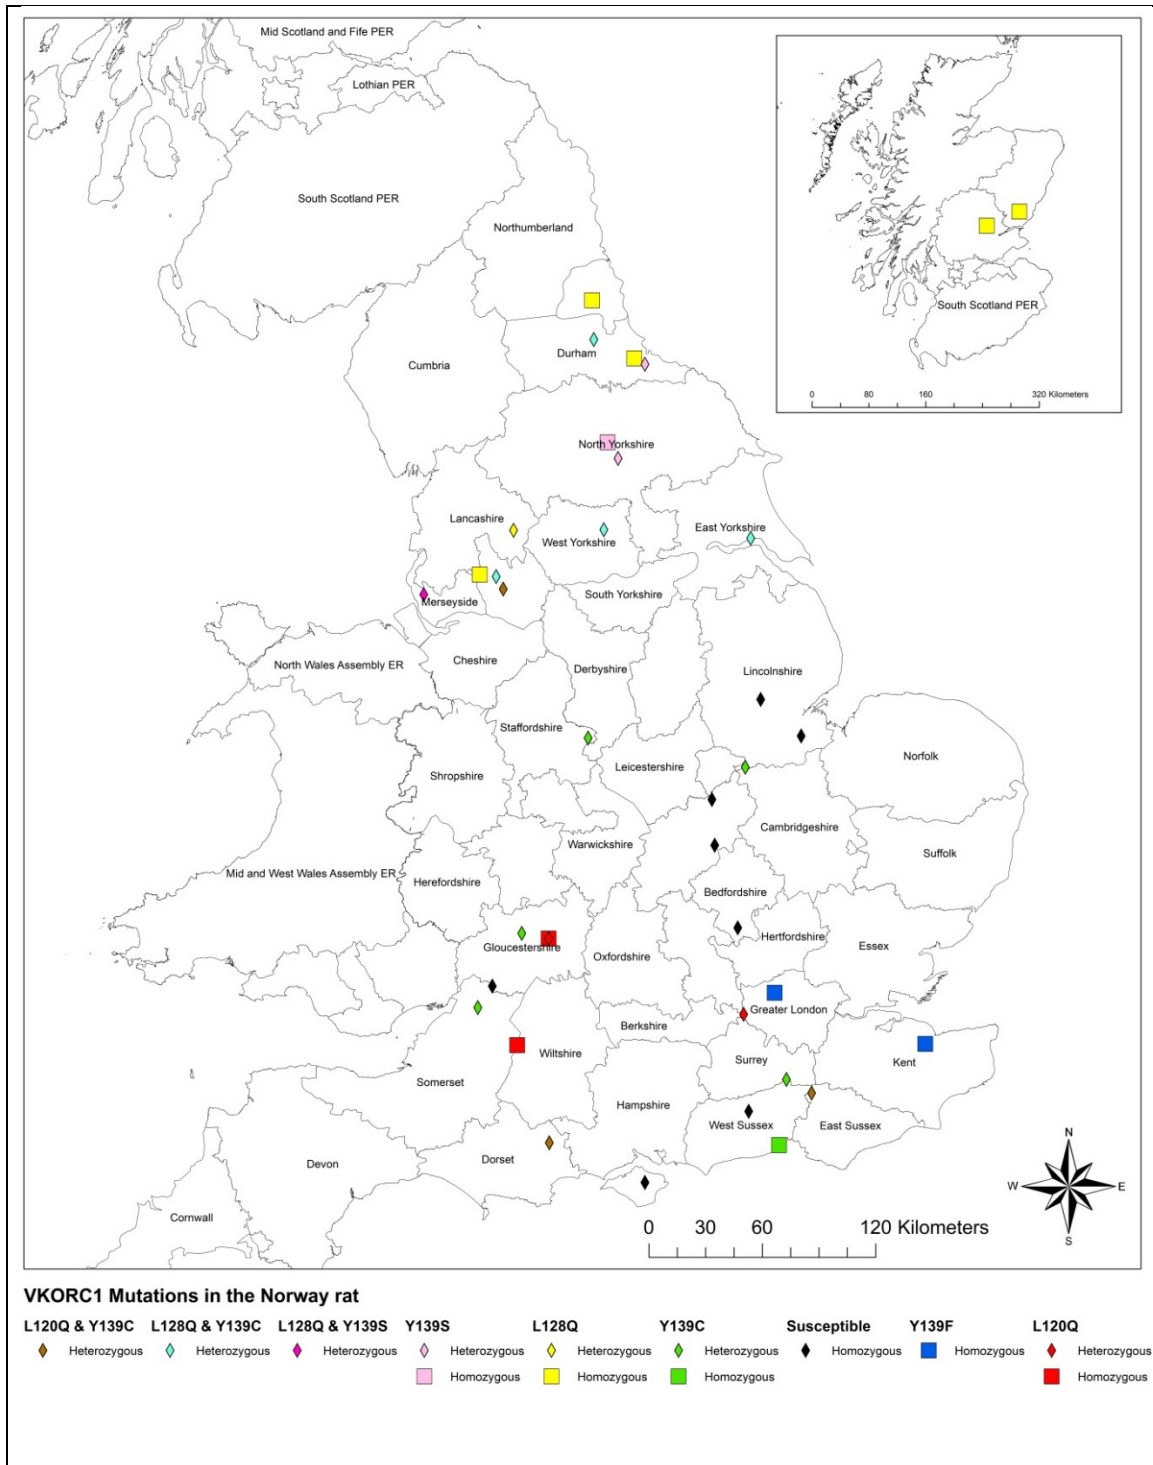 Mid Scotland and Fife PER
Lothian PER
South Scotland PER
Northumberland
Durham
Cumbria
North Yorkshire
Lancashire
West Yorkshire
East Yorkshire
Merseyside
South Yorkshire
North Wales Assembly ER
Cheshire
Derbyshire
Lincolnshire
Staffordshire
Shropshire
Leicestershire
Norfolk
Cambridgeshire
Warwickshire
Suffolk
Mid and West Wales Assembly ER
Herefordshire
Bedfordshire
Gloucestershire
Oxfordshire
Hertfordshire
Essex
Greater London
Berkshire
Wiltshire
Surrey
Kent
Somerset
Hampshire
West Sussex
East Sussex
Dorset
Devon
Cornwall
South Scotland PER
0 80 160 320 Kilometers
N
W E
S
0 30 60 120 Kilometers
VKORC1 Mutations in the Norway rat
L120Q & Y139C L128Q & Y139C L128Q & Y139S Y139S L128Q Y139C Susceptible Y139F L120Q
Heterozygous Heterozygous Heterozygous Heterozygous Heterozygous Heterozygous Homozygous Homozygous Heterozygous
Homozygous Homozygous Homozygous Homozygous